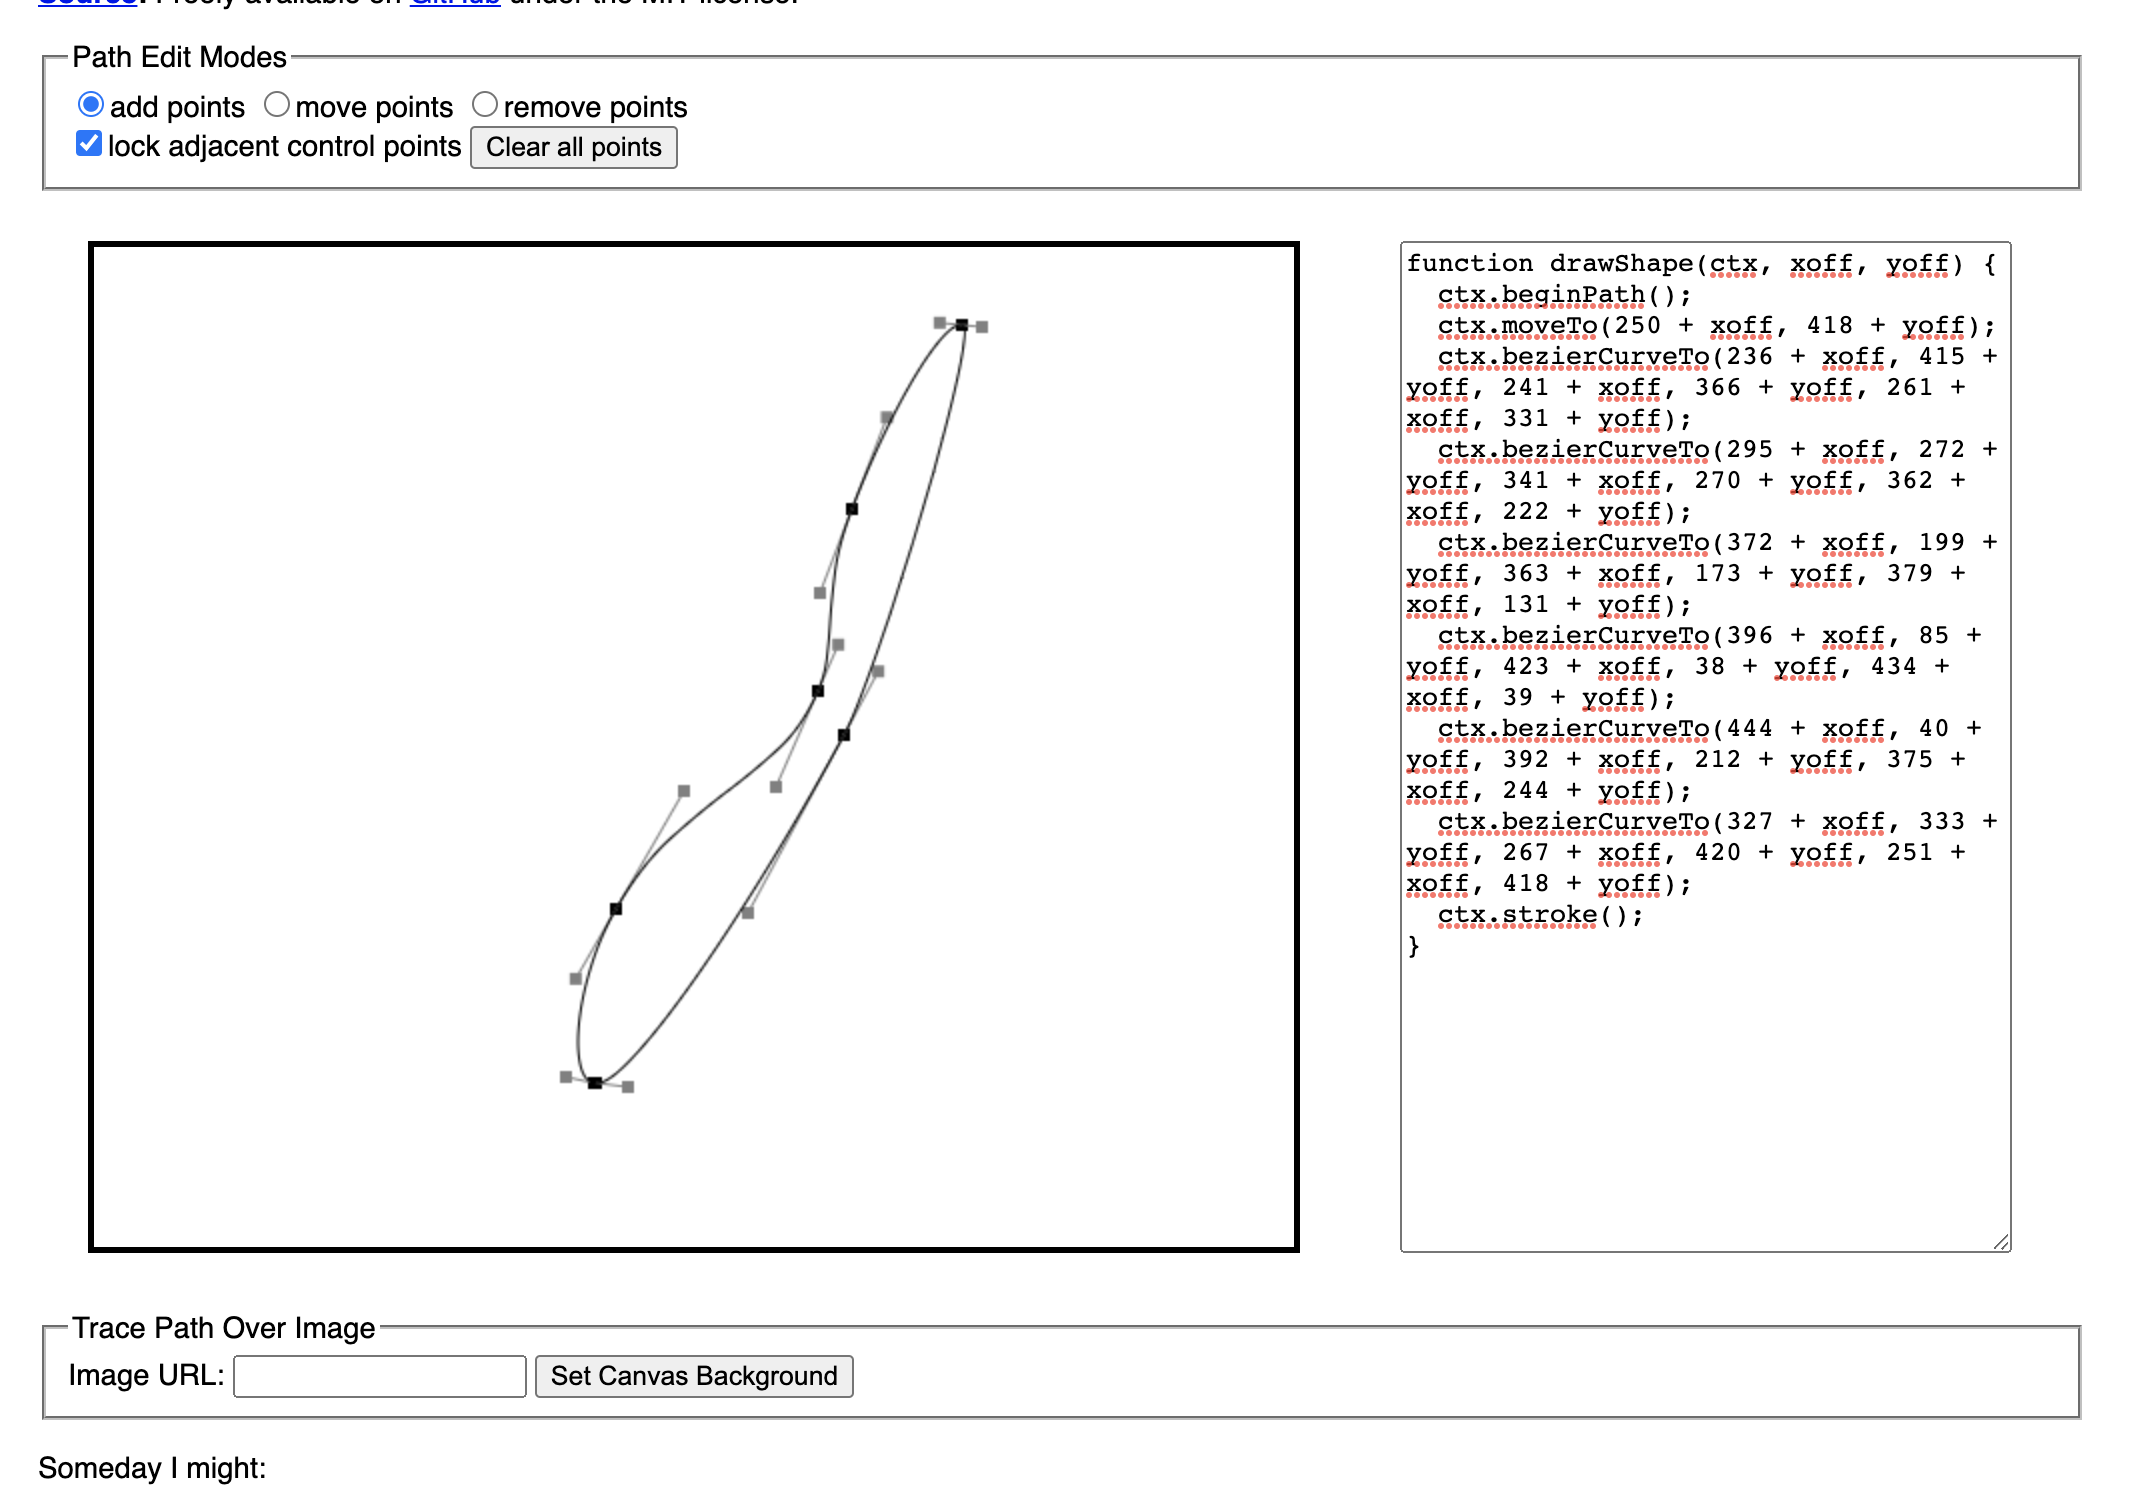 Source: Freely available on GitHub under the MIT license.
Path Edit Modes
add points move points remove points
lock adjacent control points Clear all points
function drawShape(ctx, xoff, yoff) {
ctx.beginPath();
ctx.moveTo(250 + xoff, 418 + yoff);
ctx.bezierCurveTo(236 + xoff, 415 +
yoff, 241 + xoff, 366 + yoff, 261 +
xoff, 331 + yoff);
ctx.bezierCurveTo(295 + xoff, 272 +
yoff, 341 + xoff, 270 + yoff, 362 +
xoff, 222 + yoff);
ctx.bezierCurveTo(372 + xoff, 199 +
yoff, 363 + xoff, 173 + yoff, 379 +
xoff, 131 + yoff);
ctx.bezierCurveTo(396 + xoff, 85 +
yoff, 423 + xoff, 38 + yoff, 434 +
xoff, 39 + yoff);
ctx.bezierCurveTo(444 + xoff, 40 +
yoff, 392 + xoff, 212 + yoff, 375 +
xoff, 244 + yoff);
ctx.bezierCurveTo(327 + xoff, 333 +
yoff, 267 + xoff, 420 + yoff, 251 +
xoff, 418 + yoff);
ctx.stroke();
}
Trace Path Over Image
Image URL: Set Canvas Background
Someday I might: